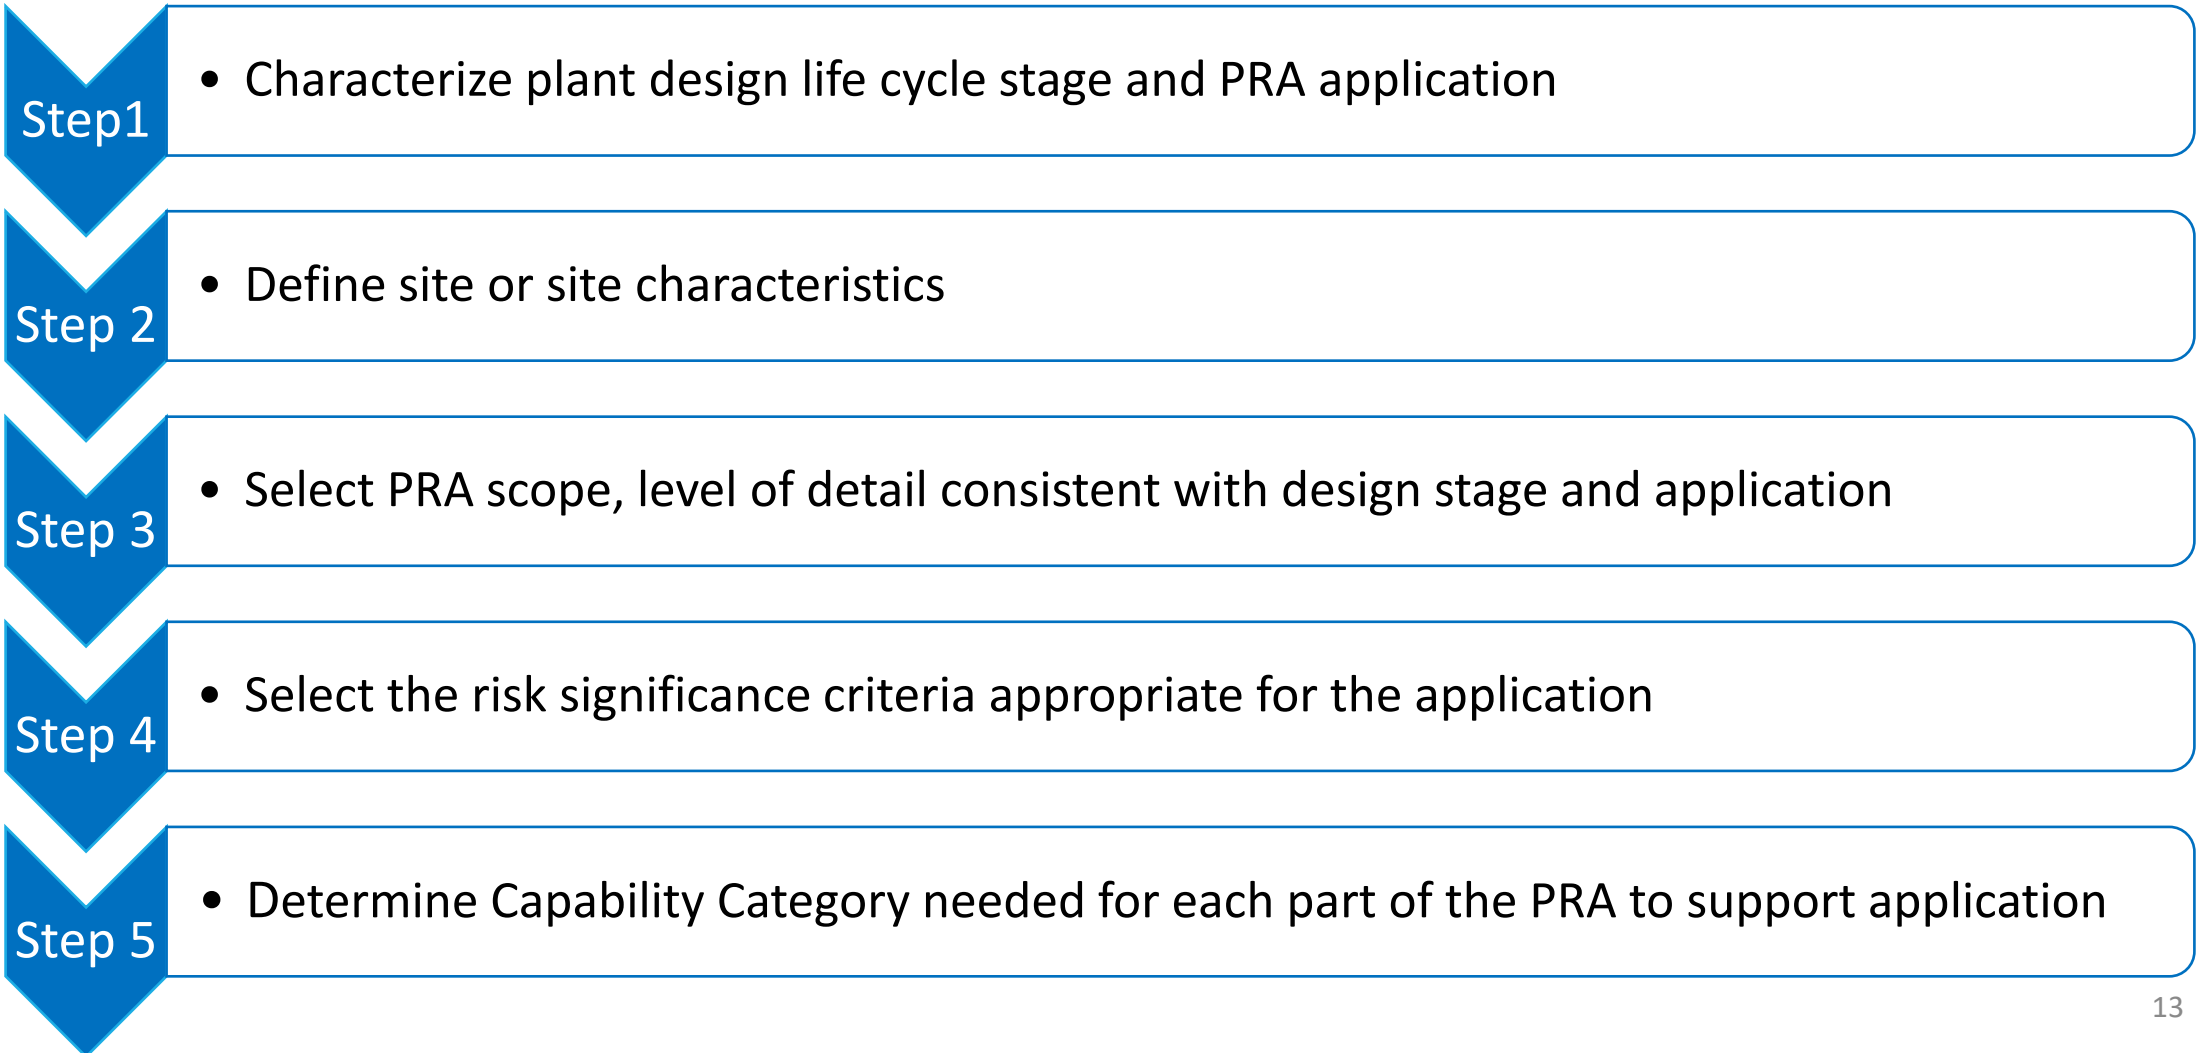 Step1
• Characterize plant design life cycle stage and PRA application
Step 2
• Define site or site characteristics
Step 3
• Select PRA scope, level of detail consistent with design stage and application
Step 4
• Select the risk significance criteria appropriate for the application
Step 5
• Determine Capability Category needed for each part of the PRA to support application
13